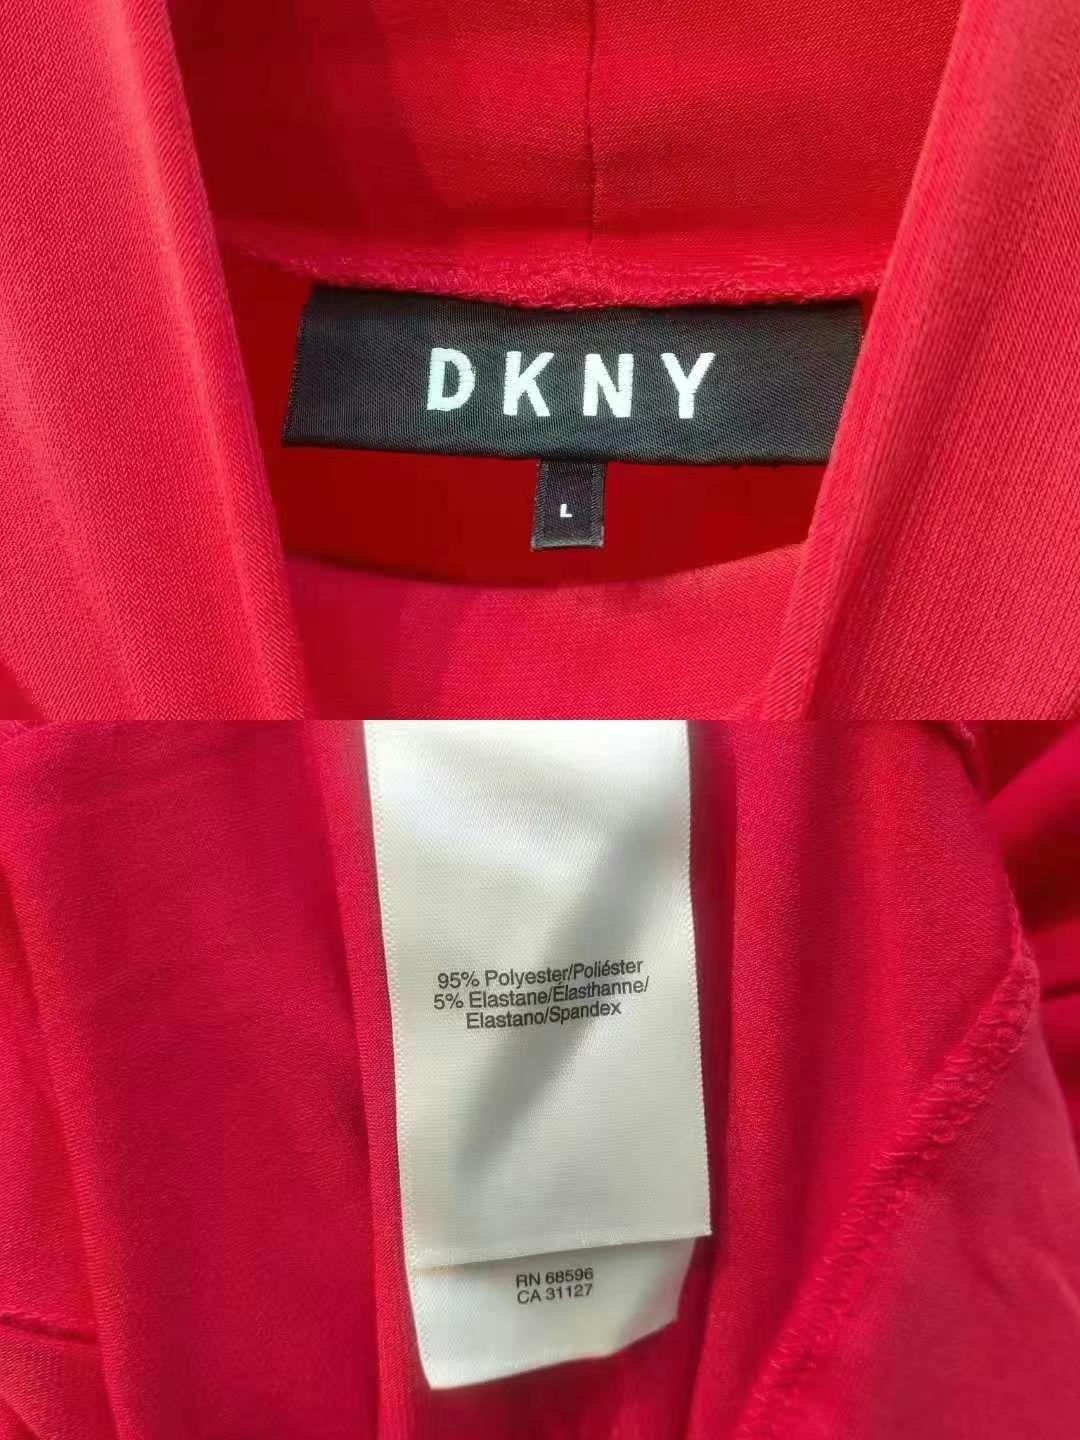 DKNY
L
95% Polyester/Poliéster
5% Elastane/Élasthanne/
Elastano/Spandex
RN 68596
CA 31127